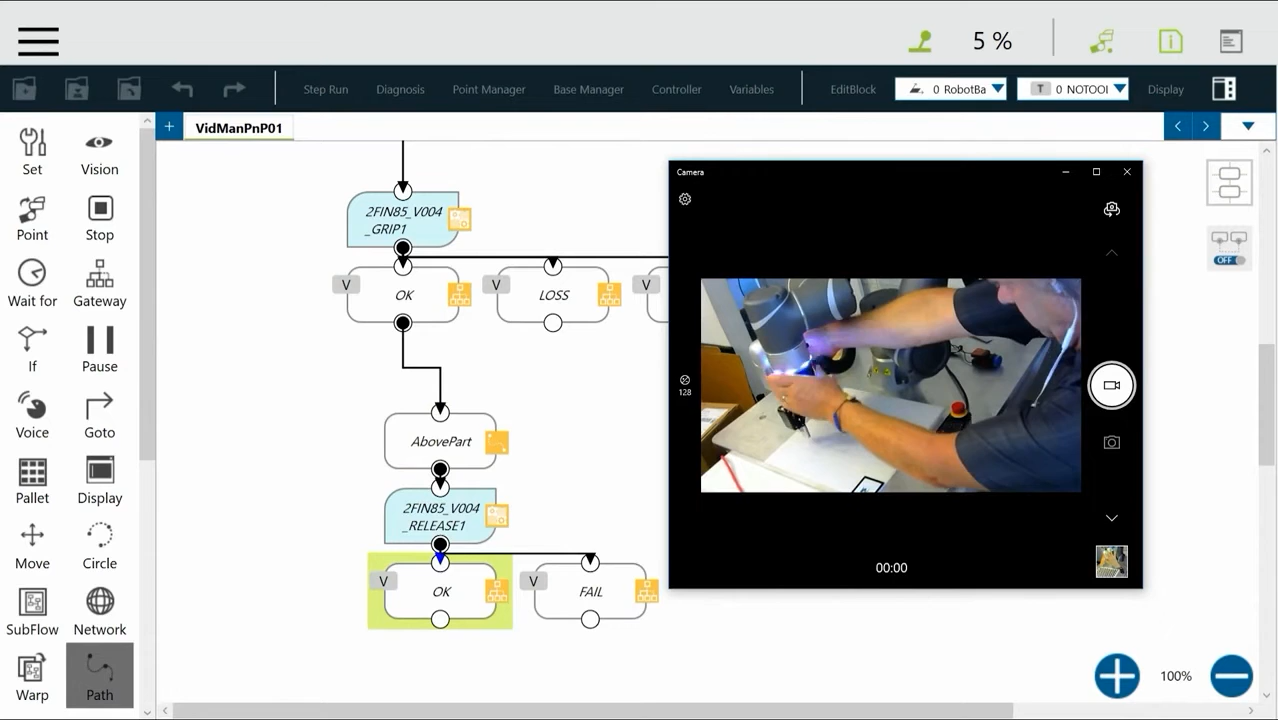 5 %
Step Run
Diagnosis
Point Manager
Base Manager
Controller
Variables
EditBlock
0 RobotBa
T 0 NOTOOI
Display
VidManPnP01
Set
Vision
Point
Stop
Wait for
Gateway
If
Pause
Voice
Goto
Pallet
Display
Move
Circle
SubFlow
Network
Warp
Path
2FIN85_V004
_GRIP1
V
OK
V
LOSS
V
AbovePart
2FIN85_V004
_RELEASE1
V
OK
V
FAIL
Camera
128
00:00
OFF
100%